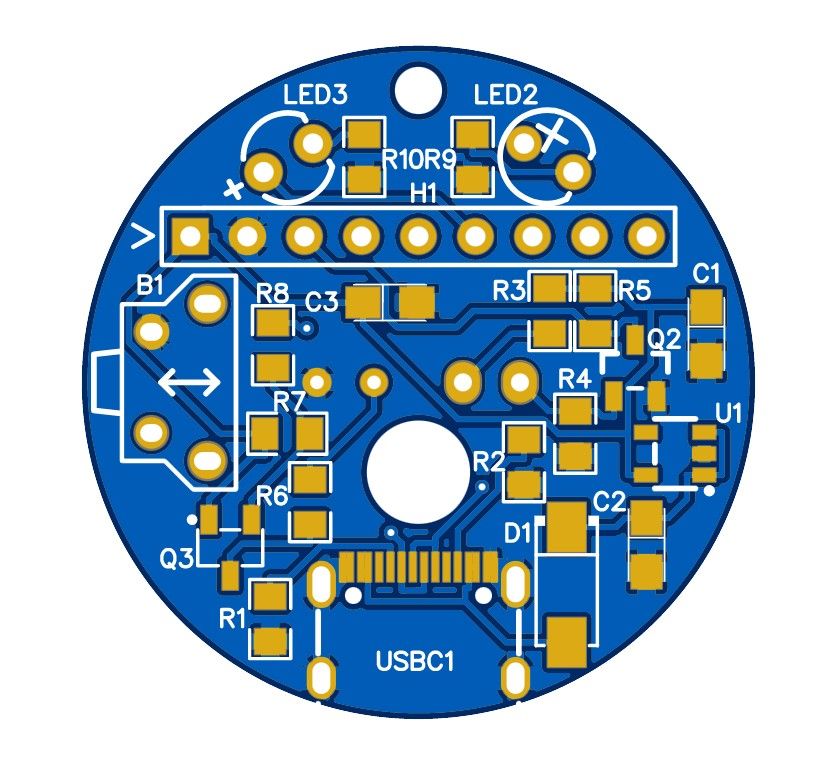 LED3 LED2
R10R9
H1
B1 R8 C3 R3 R5 C1
Q2
R7 R4
U1
R2
R6 C2
D1
Q3
R1
USBC1